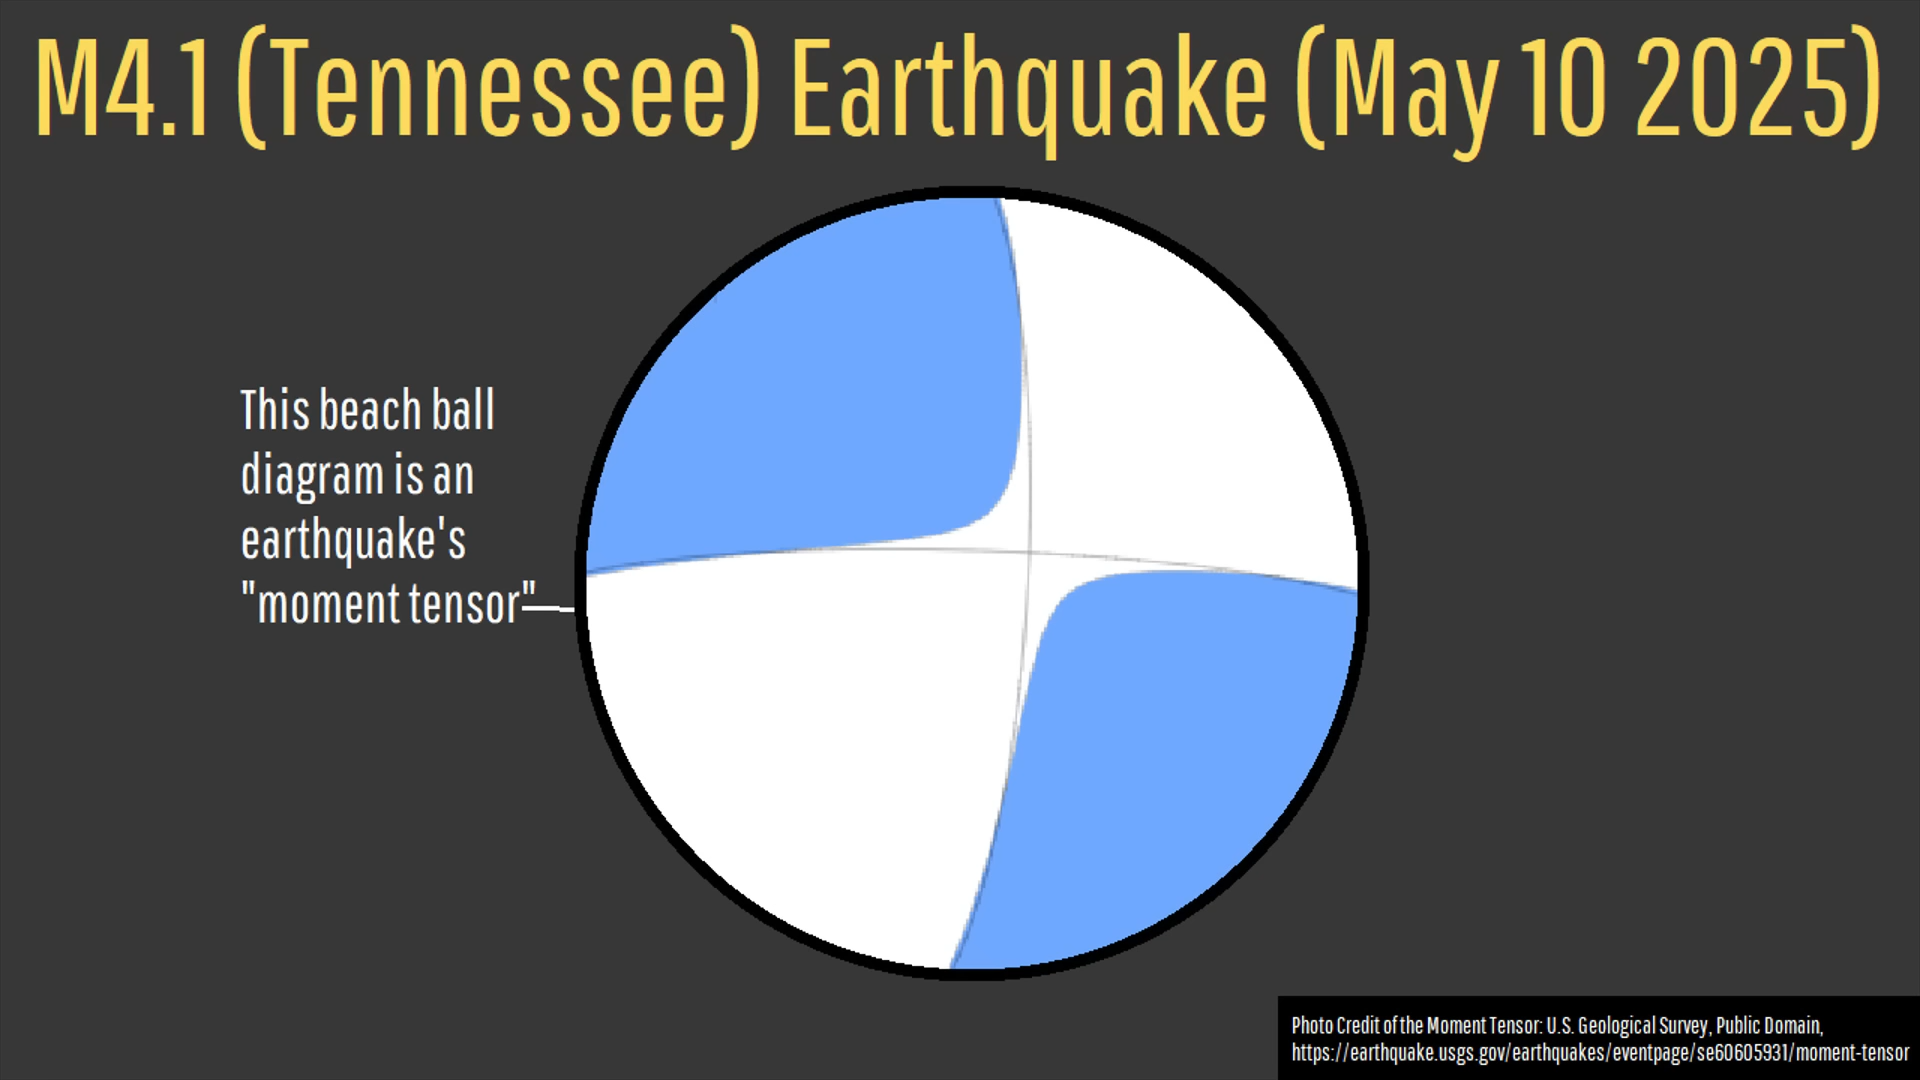 M4.1 (Tennessee) Earthquake (May 10 2025)
This beach ball
diagram is an
earthquake's
"moment tensor"
Photo Credit of the Moment Tensor: U.S. Geological Survey, Public Domain,
https://earthquake.usgs.gov/earthquakes/eventpage/se60605931/moment-tensor